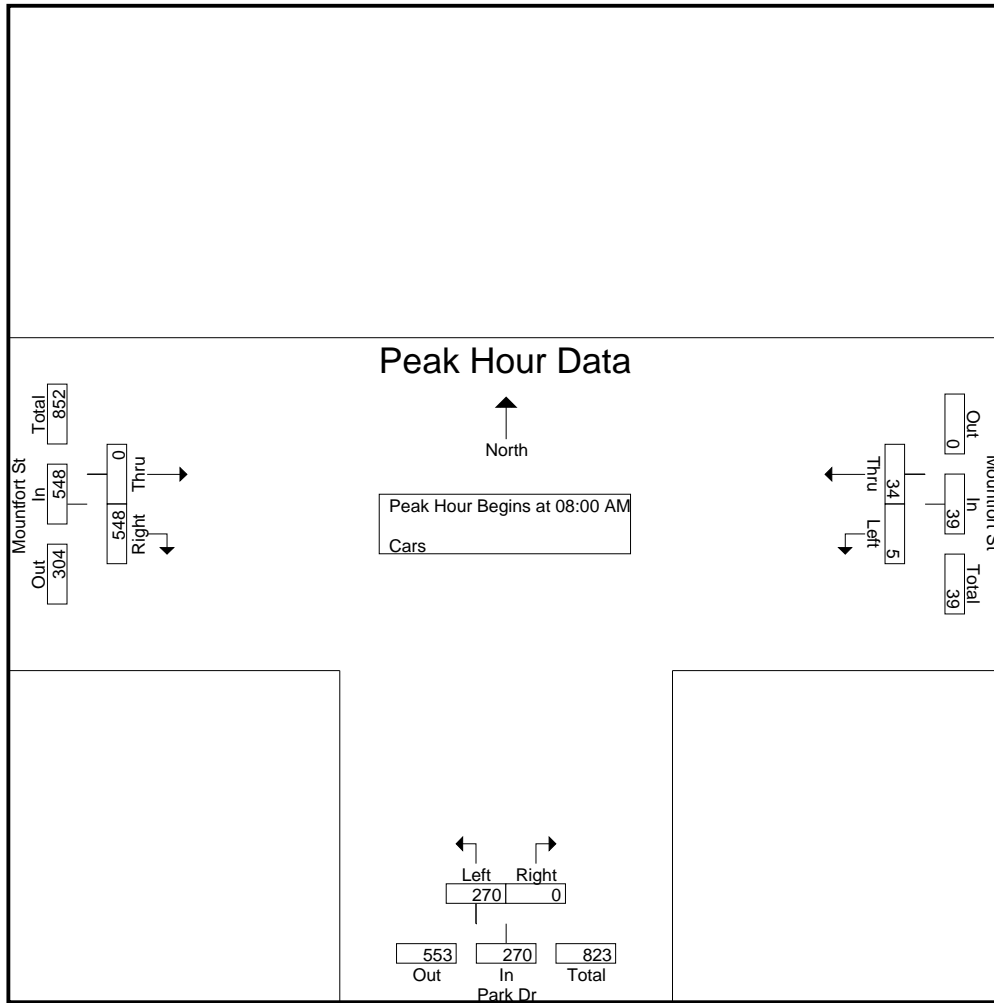 Peak Hour Data
North
Peak Hour Begins at 08:00 AM
Cars
Mountfort St
Total
852
In
548
Out
304
Thru
0
Right
548
Mountfort St
Out
0
In
39
Total
39
Thru
34
Left
5
Left Right
270 0
553 270 823
Out In Total
Park Dr